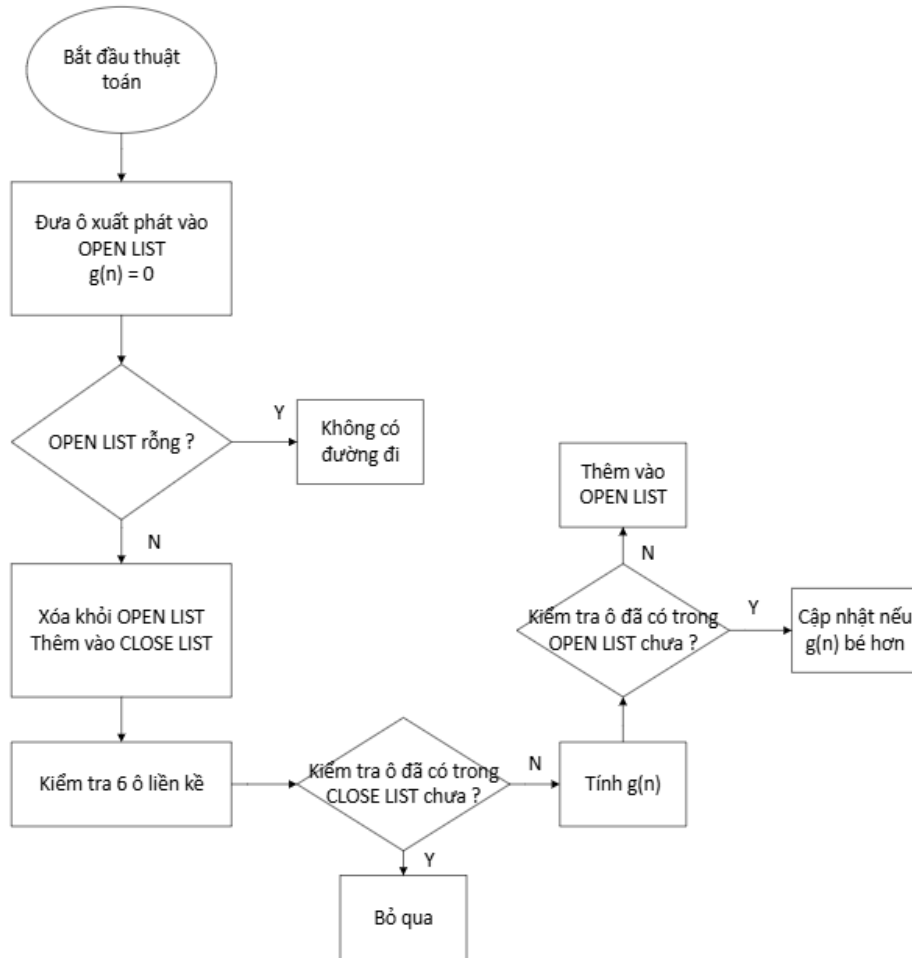 Bắt đầu thuật
toán
Đưa ô xuất phát vào
OPEN LIST
g(n) = 0
OPEN LIST rỗng ?
Y
Không có
đường đi
N
Xóa khỏi OPEN LIST
Thêm vào CLOSE LIST
Kiểm tra 6 ô liền kề
Kiểm tra ô đã có trong
CLOSE LIST chưa ?
Y
Bỏ qua
N
Tính g(n)
Kiểm tra ô đã có trong
OPEN LIST chưa ?
N
Thêm vào
OPEN LIST
Y
Cập nhật nếu
g(n) bé hơn